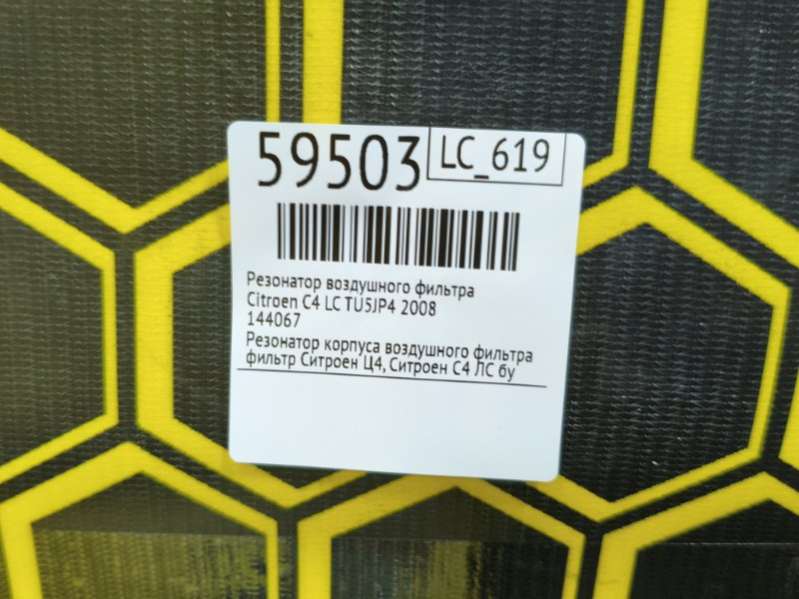 59503
LC_619
Резонатор воздушного фильтра
Citroen C4 LC TU5JP4 2008
144067
Резонатор корпуса воздушного фильтра
фильтр Ситроен Ц4, Ситроен С4 ЛС бу